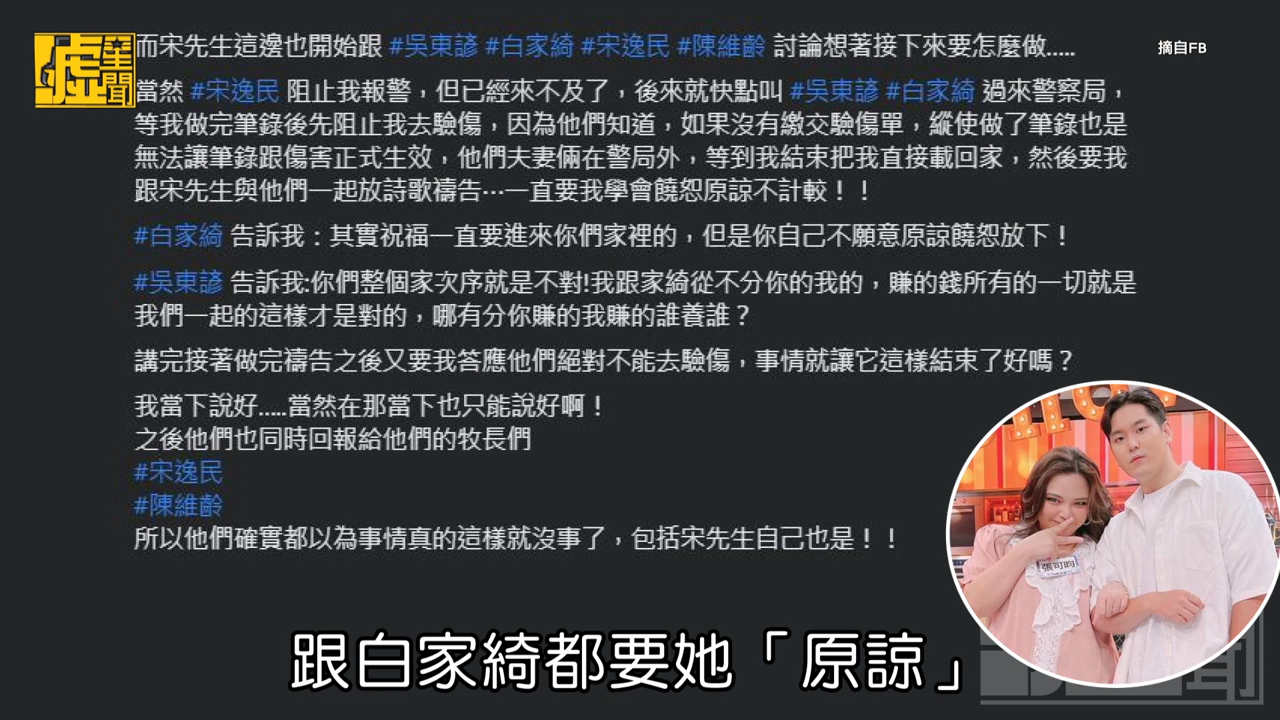 噓!星聞
摘自FB
而宋先生這邊也開始跟 #吳東諺 #白家綺 #宋逸民 #陳維齡 討論想著接下來要怎麼做.....
當然 #宋逸民 阻止我報警，但已經來不及了，後來就快點叫 #吳東諺 #白家綺 過來警察局，
等我做完筆錄後先阻止我去驗傷，因為他們知道，如果沒有繳交驗傷單，縱使做了筆錄也是
無法讓筆錄跟傷害正式生效，他們夫妻倆在警局外，等到我結束把我直接載回家，然後要我
跟宋先生與他們一起放詩歌禱告⋯一直要我學會饒恕原諒不計較！！
#白家綺 告訴我：其實祝福一直要進來你們家裡的，但是你自己不願意原諒饒恕放下！
#吳東諺 告訴我:你們整個家次序就是不對!我跟家綺從不分你的我的，賺的錢所有的一切就是
我們一起的這樣才是對的，哪有分你賺的我賺的誰養誰？
講完接著做完禱告之後又要我答應他們絕對不能去驗傷，事情就讓它這樣結束了好嗎？
我當下說好.....當然在那當下也只能說好啊！
之後他們也同時回報給他們的牧長們
#宋逸民
#陳維齡
所以他們確實都以為事情真的這樣就沒事了，包括宋先生自己也是！！
張可昀
跟白家綺都要她「原諒」